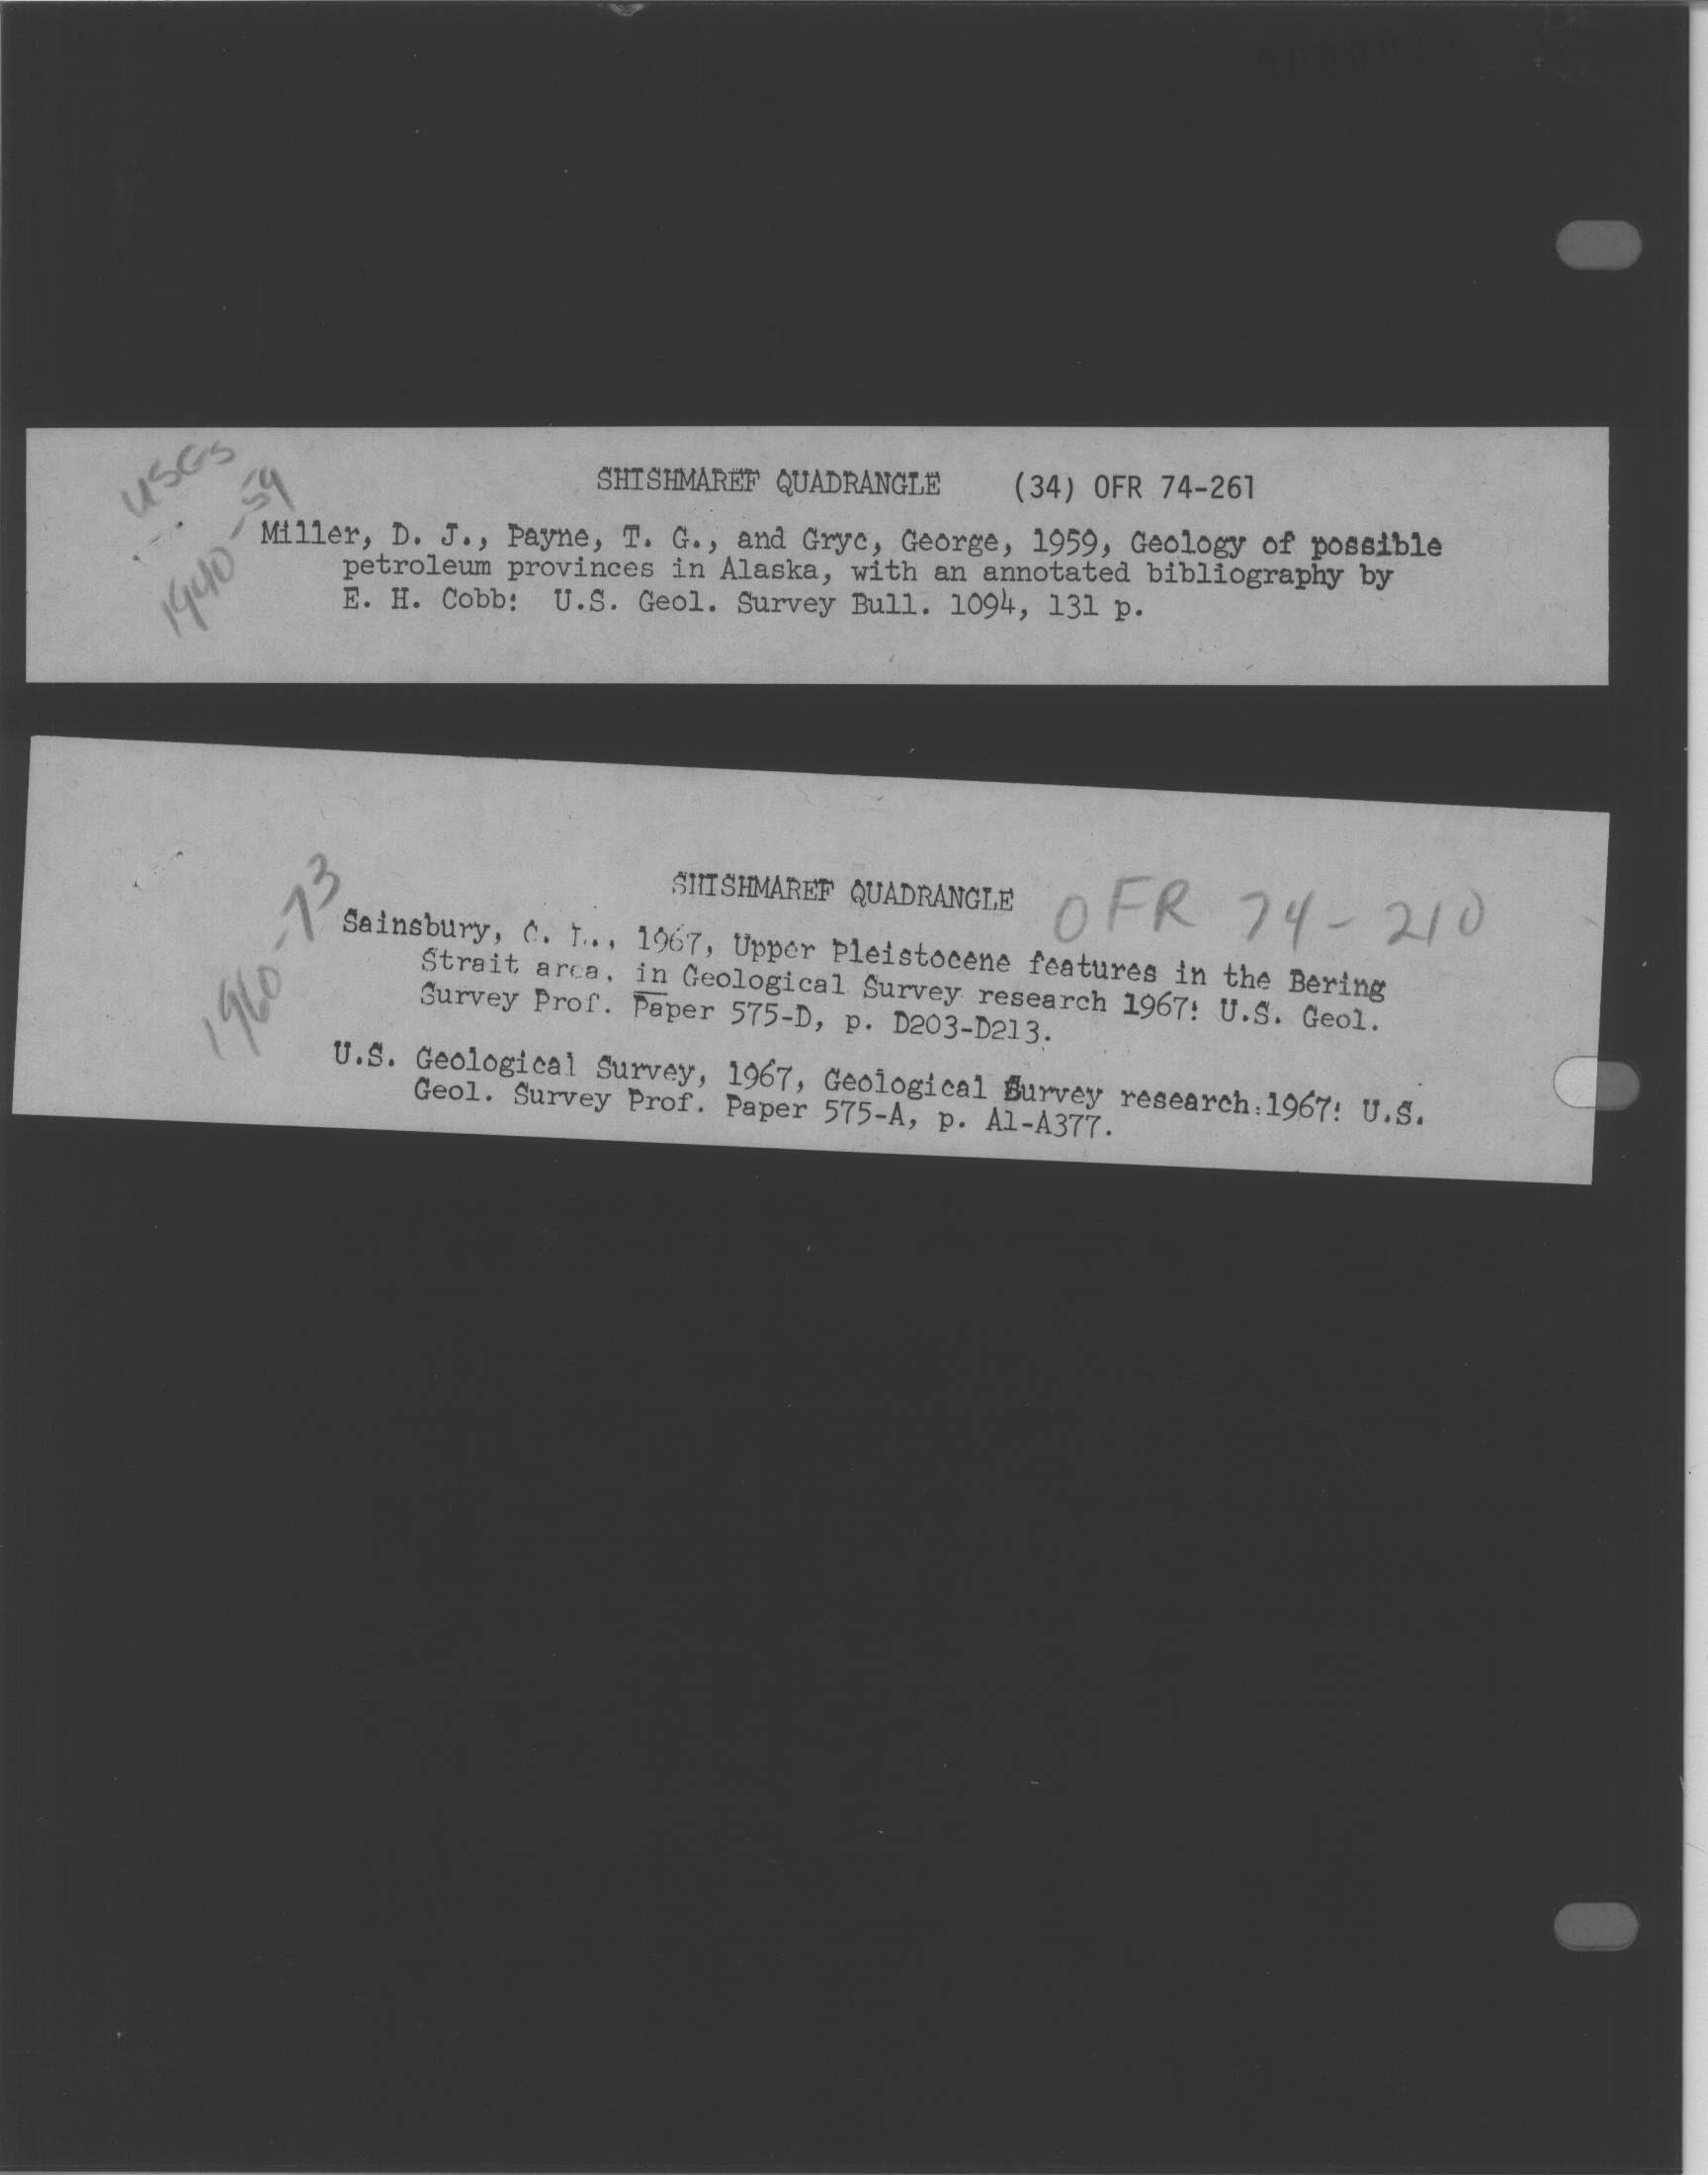 USGS
1940-59
SHISHMAREF QUADRANGLE (34) OFR 74-261
Miller, D. J., Payne, T. G., and Gryc, George, 1959, Geology of possible
petroleum provinces in Alaska, with an annotated bibliography by
E. H. Cobb: U.S. Geol. Survey Bull. 1094, 131 p.
1960-73
SHISHMAREF QUADRANGLE OFR 74-210
Sainsbury, C. L., 1967, Upper Pleistocene features in the Bering
Strait area, in Geological Survey research 1967: U.S. Geol.
Survey Prof. Paper 575-D, p. D203-D213.
U.S. Geological Survey, 1967, Geological Survey research 1967: U.S.
Geol. Survey Prof. Paper 575-A, p. A1-A377.